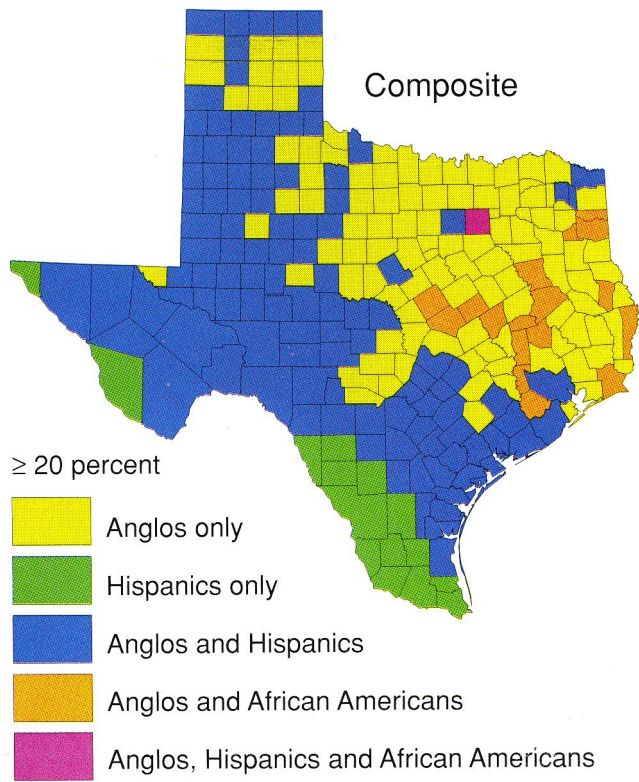 Composite
≥ 20 percent
Anglos only
Hispanics only
Anglos and Hispanics
Anglos and African Americans
Anglos, Hispanics and African Americans